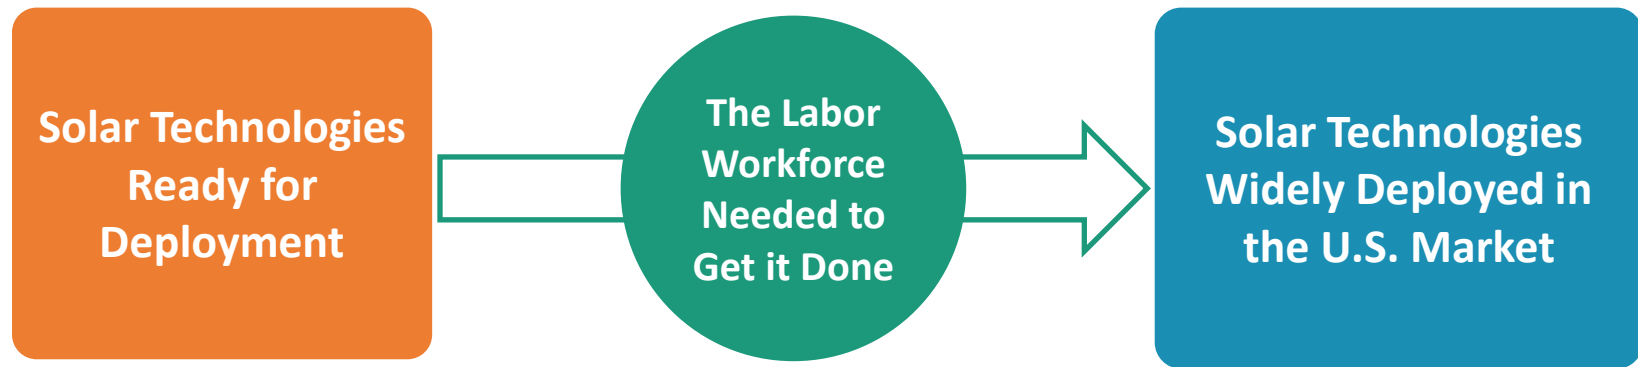 Solar Technologies
Ready for
Deployment
The Labor
Workforce
Needed to
Get it Done
Solar Technologies
Widely Deployed in
the U.S. Market